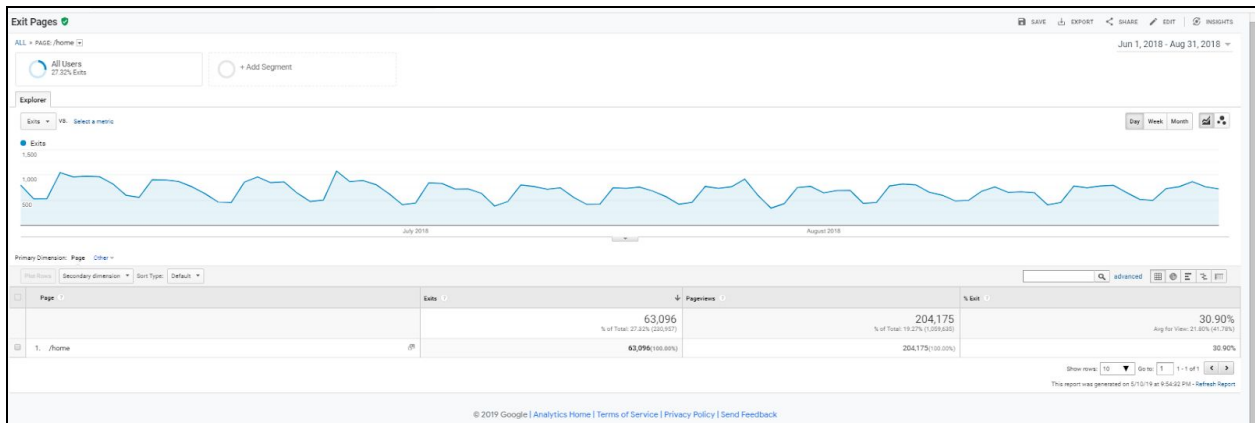 Exit Pages
SAVE EXPORT SHARE EDIT INSIGHTS
ALL » PAGE: /home
Jun 1, 2018 - Aug 31, 2018
All Users
27.32% Exits
+ Add Segment
Explorer
Exits VS. Select a metric
Day Week Month
Exits
1,500
1,000
500
July 2018
August 2018
Primary Dimension: Page Other
Plot Rows Secondary dimension Sort Type: Default
advanced
Page Exits Pageviews % Exit
63,096 204,175 30.90%
% of Total: 27.32% (230,957) % of Total: 19.27% (1,059,635) Avg for View: 21.80% (41.78%)
1. /home 63,096(100.00%) 204,175(100.00%) 30.90%
Show rows: 10 Go to: 1 1 - 1 of 1
This report was generated on 5/13/19 at 9:54:32 PM - Refresh Report
© 2019 Google | Analytics Home | Terms of Service | Privacy Policy | Send Feedback